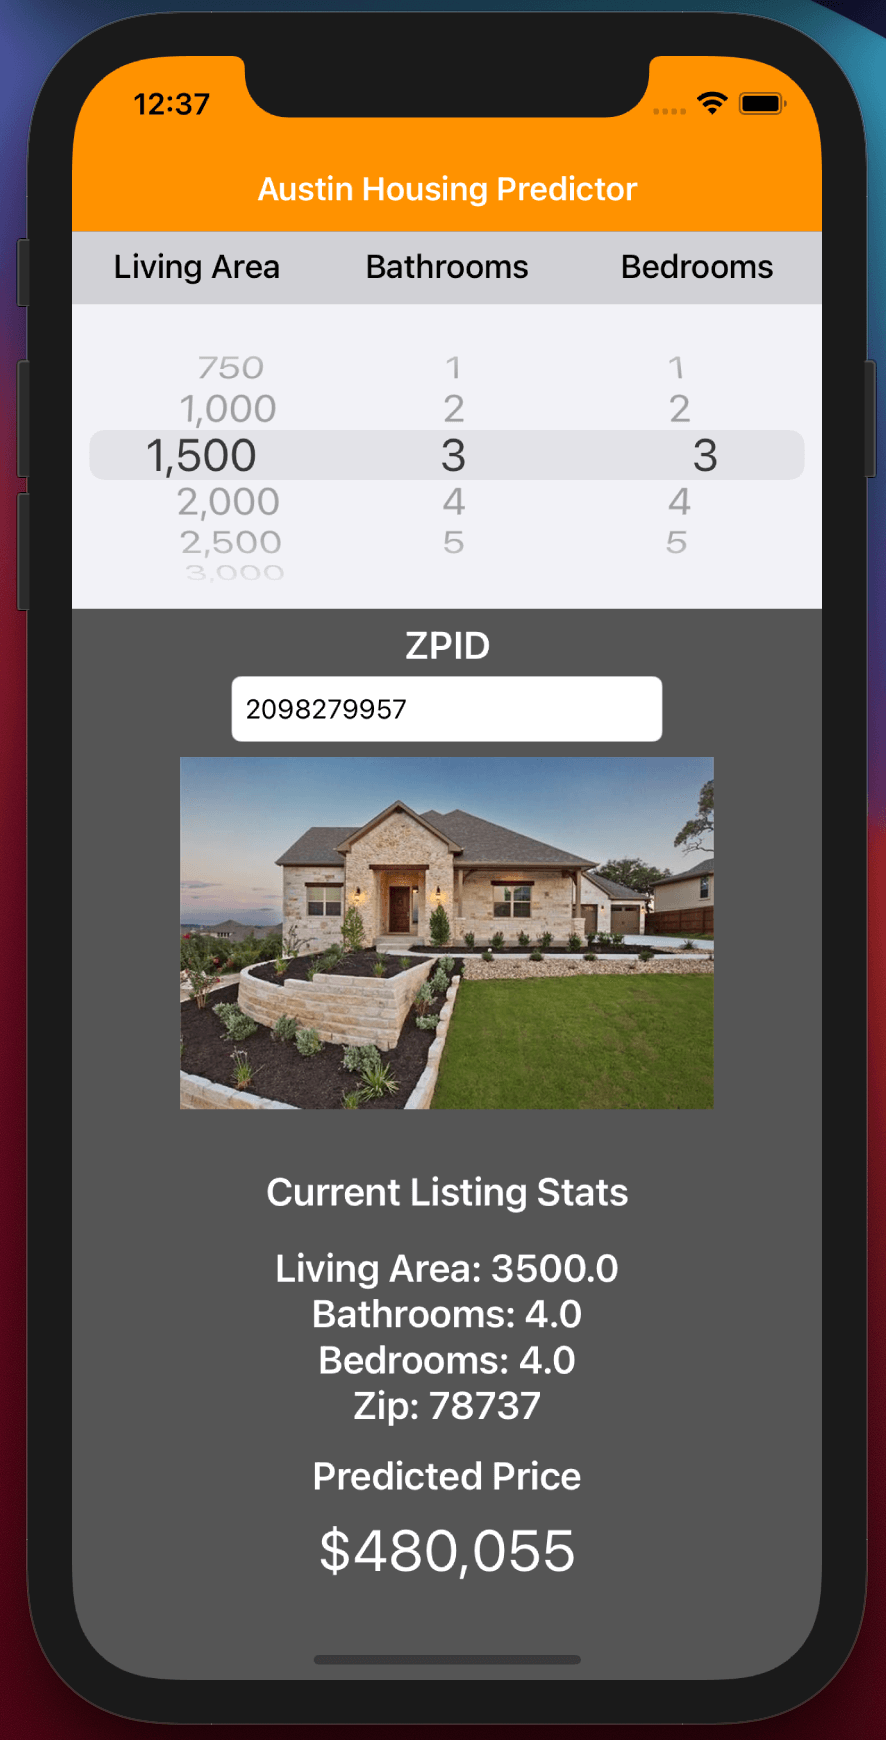 12:37
Austin Housing Predictor
Living Area Bathrooms Bedrooms
750 1 1
1,000 2 2
1,500 3 3
2,000 4 4
2,500 5 5
3,000
ZPID
2098279957
Current Listing Stats
Living Area: 3500.0
Bathrooms: 4.0
Bedrooms: 4.0
Zip: 78737
Predicted Price
$480,055